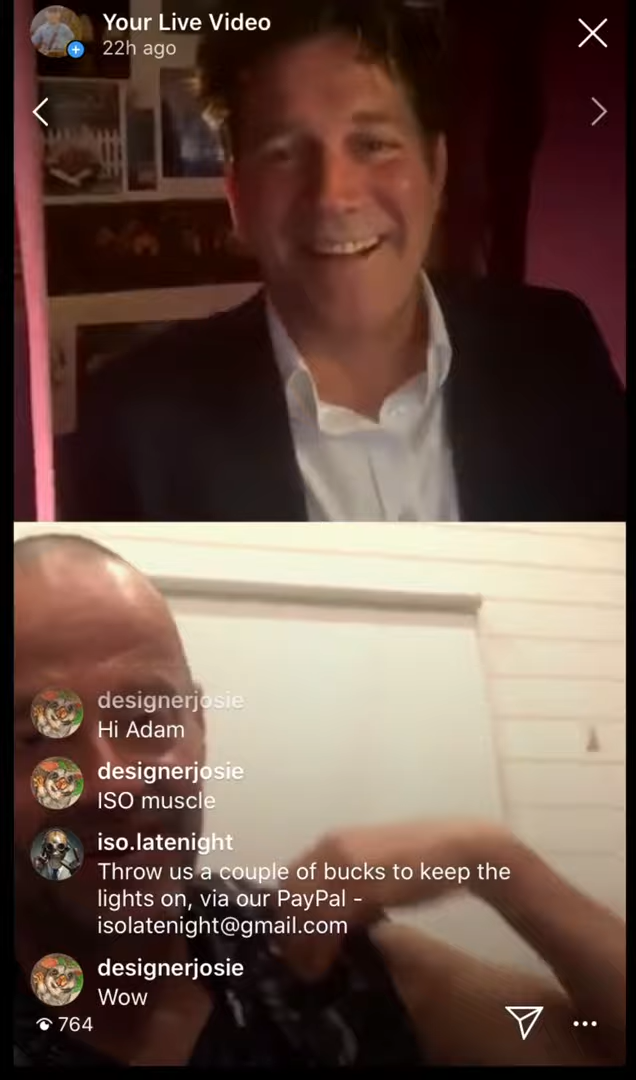 Your Live Video
22h ago
designerjosie
Hi Adam
designerjosie
ISO muscle
iso.latenight
Throw us a couple of bucks to keep the
lights on, via our PayPal -
isolatenight@gmail.com
designerjosie
Wow
764